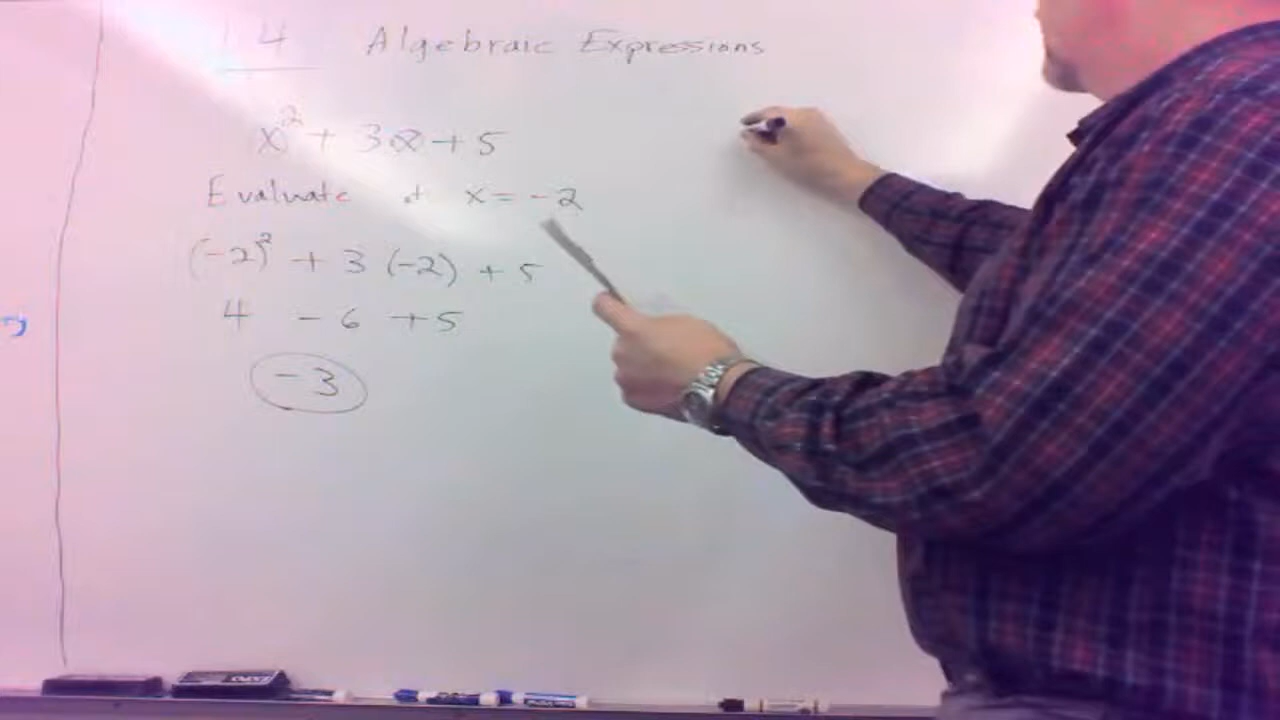 1.4 Algebraic Expressions
x² + 3x + 5
Evaluate at x = -2
(-2)² + 3 (-2) + 5
4 - 6 + 5
-3
EXPO